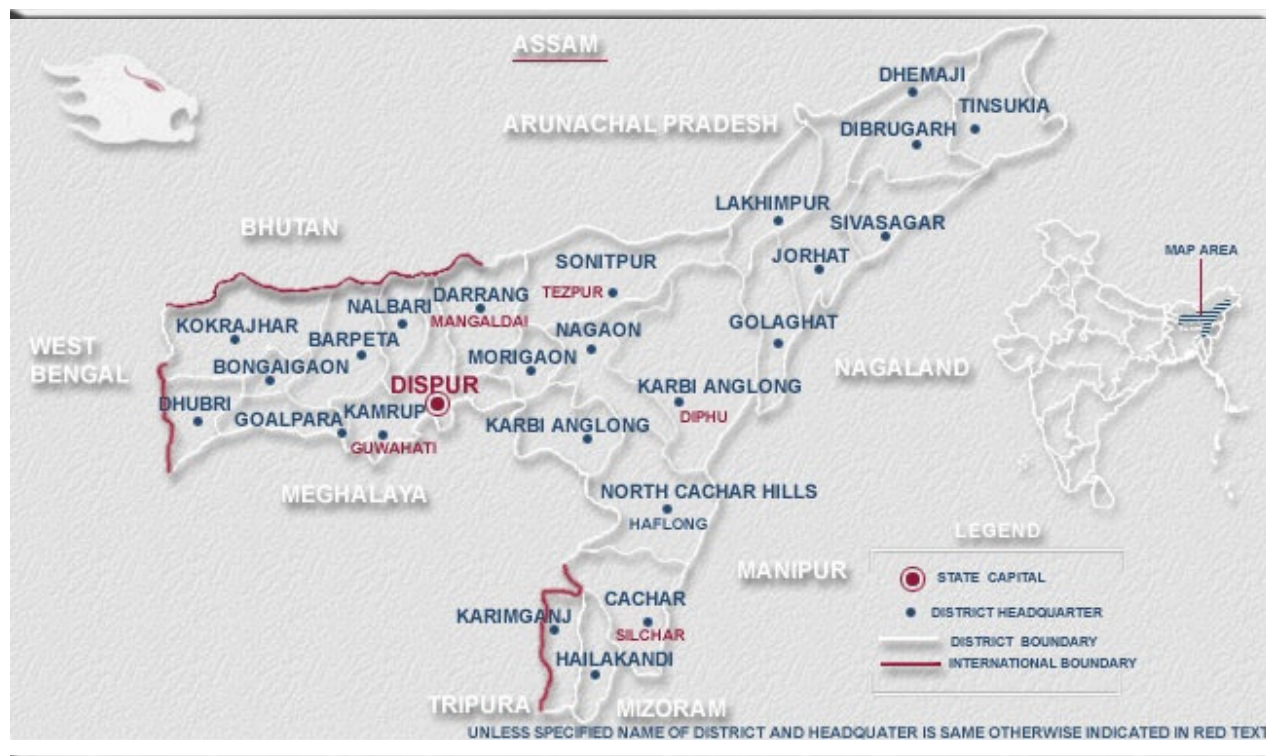 ASSAM
DHEMAJI
TINSUKIA
ARUNACHAL PRADESH
DIBRUGARH
LAKHIMPUR
SIVASAGAR
BHUTAN
JORHAT
MAP AREA
SONITPUR
TEZPUR
DARRANG
MANGALDAI
NALBARI
KOKRAJHAR
BARPETA
NAGAON
GOLAGHAT
WEST
BENGAL
BONGAIGAON
MORIGAON
NAGALAND
DISPUR
KARBI ANGLONG
DIPHU
DHUBRI
GOALPARA
KAMRUP
GUWAHATI
KARBI ANGLONG
MEGHALAYA
NORTH CACHAR HILLS
HAFLONG
MANIPUR
LEGEND
STATE CAPITAL
DISTRICT HEADQUARTER
DISTRICT BOUNDARY
INTERNATIONAL BOUNDARY
CACHAR
SILCHAR
KARIMGANJ
HAILAKANDI
TRIPURA
MIZORAM
UNLESS SPECIFIED NAME OF DISTRICT AND HEADQUATER IS SAME OTHERWISE INDICATED IN RED TEXT